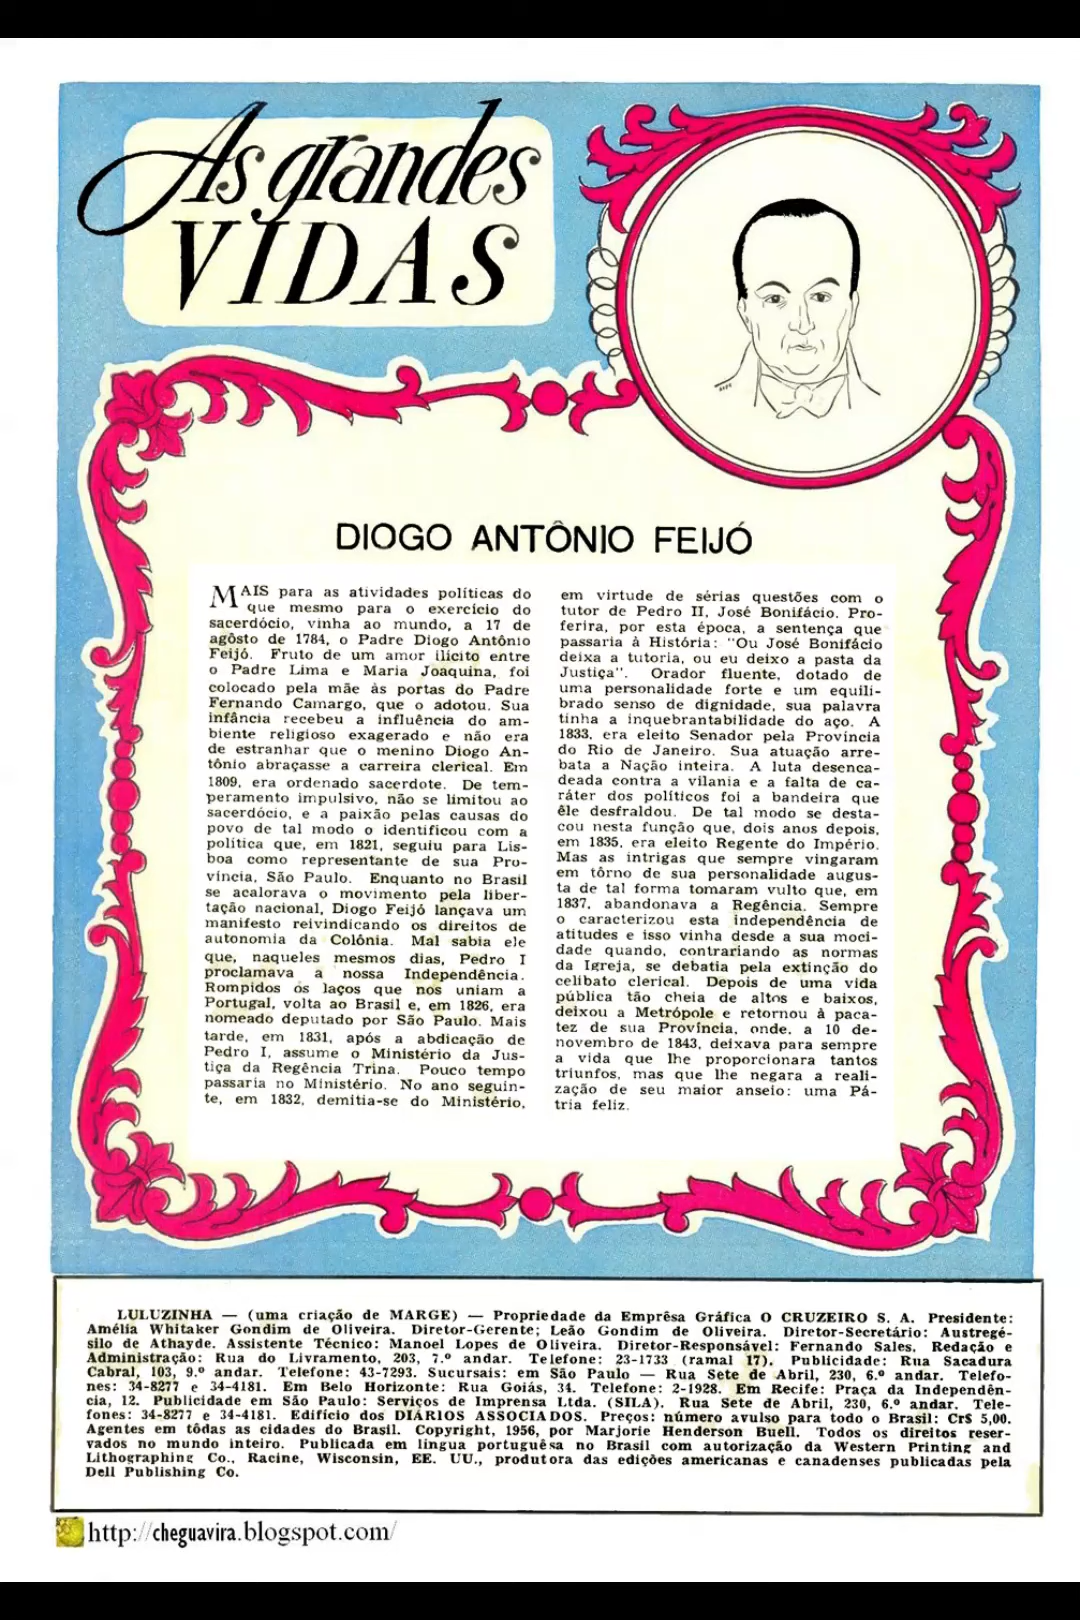 As grandes
VIDAS
DIOGO ANTÔNIO FEIJÓ
MAIS para as atividades políticas do
que mesmo para o exercício do
sacerdócio, vinha ao mundo, a 17 de
agôsto de 1784, o Padre Diogo Antônio
Feijó. Fruto de um amor ilícito entre
o Padre Lima e Maria Joaquina, foi
colocado pela mãe às portas do Padre
Fernando Camargo, que o adotou. Sua
infância recebeu a influência do am-
biente religioso exagerado e não era
de estranhar que o menino Diogo An-
tônio abraçasse a carreira clerical. Em
1809, era ordenado sacerdote. De tem-
peramento impulsivo, não se limitou ao
sacerdócio, e a paixão pelas causas do
povo de tal modo o identificou com a
política que, em 1821, seguiu para Lis-
boa como representante de sua Pro-
víncia, São Paulo. Enquanto no Brasil
se acalorava o movimento pela liber-
tação nacional, Diogo Feijó lançava um
manifesto reivindicando os direitos de
autonomia da Colônia. Mal sabia ele
que, naqueles mesmos dias, Pedro I
proclamava a nossa Independência.
Rompidos os laços que nos uniam a
Portugal, volta ao Brasil e, em 1826, era
nomeado deputado por São Paulo. Mais
tarde, em 1831, após a abdicação de
Pedro I, assume o Ministério da Jus-
tiça da Regência Trina. Pouco tempo
passaria no Ministério. No ano seguin-
te, em 1832, demitia-se do Ministério,
em virtude de sérias questões com o
tutor de Pedro II, José Bonifácio. Pro-
ferira, por esta época, a sentença que
passaria à História: "Ou José Bonifácio
deixa a tutoria, ou eu deixo a pasta da
Justiça". Orador fluente, dotado de
uma personalidade forte e um equili-
brado senso de dignidade, sua palavra
tinha a inquebrantabilidade do aço. A
1833, era eleito Senador pela Província
do Rio de Janeiro. Sua atuação arre-
bata a Nação inteira. A luta desenca-
deada contra a vilania e a falta de ca-
ráter dos políticos foi a bandeira que
êle desfraldou. De tal modo se desta-
cou nesta função que, dois anos depois,
em 1835, era eleito Regente do Império.
Mas as intrigas que sempre vingaram
em tôrno de sua personalidade augus-
ta de tal forma tomaram vulto que, em
1837, abandonava a Regência. Sempre
o caracterizou esta independência de
atitudes e isso vinha desde a sua moci-
dade quando, contrariando as normas
da Igreja, se debatia pela extinção do
celibato clerical. Depois de uma vida
pública tão cheia de altos e baixos,
deixou a Metrópole e retornou à paca-
tez de sua Província, onde, a 10 de-
novembro de 1843, deixava para sempre
a vida que lhe proporcionara tantos
triunfos, mas que lhe negara a reali-
zação de seu maior anseio: uma Pá-
tria feliz.
LULUZINHA — (uma criação de MARGE) — Propriedade da Emprêsa Gráfica O CRUZEIRO S. A. Presidente:
Amélia Whitaker Gondim de Oliveira. Diretor-Gerente; Leão Gondim de Oliveira. Diretor-Secretário: Austregé-
silo de Athayde. Assistente Técnico: Manoel Lopes de Oliveira. Diretor-Responsável: Fernando Sales. Redação e
Administração: Rua do Livramento, 203, 7.º andar. Telefone: 23-1733 (ramal 17). Publicidade: Rua Sacadura
Cabral, 103, 9.º andar. Telefone: 43-7293. Sucursais: em São Paulo — Rua Sete de Abril, 230, 6.º andar. Telefo-
nes: 34-8277 e 34-4181. Em Belo Horizonte: Rua Goiás, 34. Telefone: 2-1928. Em Recife: Praça da Independên-
cia, 12. Publicidade em São Paulo: Serviços de Imprensa Ltda. (SILA). Rua Sete de Abril, 230, 6.º andar. Tele-
fones: 34-8277 e 34-4181. Edifício dos DIÁRIOS ASSOCIADOS. Preços: número avulso para todo o Brasil: Cr$ 5,00.
Agentes em tôdas as cidades do Brasil. Copyright, 1956, por Marjorie Henderson Buell. Todos os direitos reser-
vados no mundo inteiro. Publicada em língua portuguêsa no Brasil com autorização da Western Printing and
Lithographing Co., Racine, Wisconsin, EE. UU., produtora das edições americanas e canadenses publicadas pela
Dell Publishing Co.
http://cheguavira.blogspot.com/